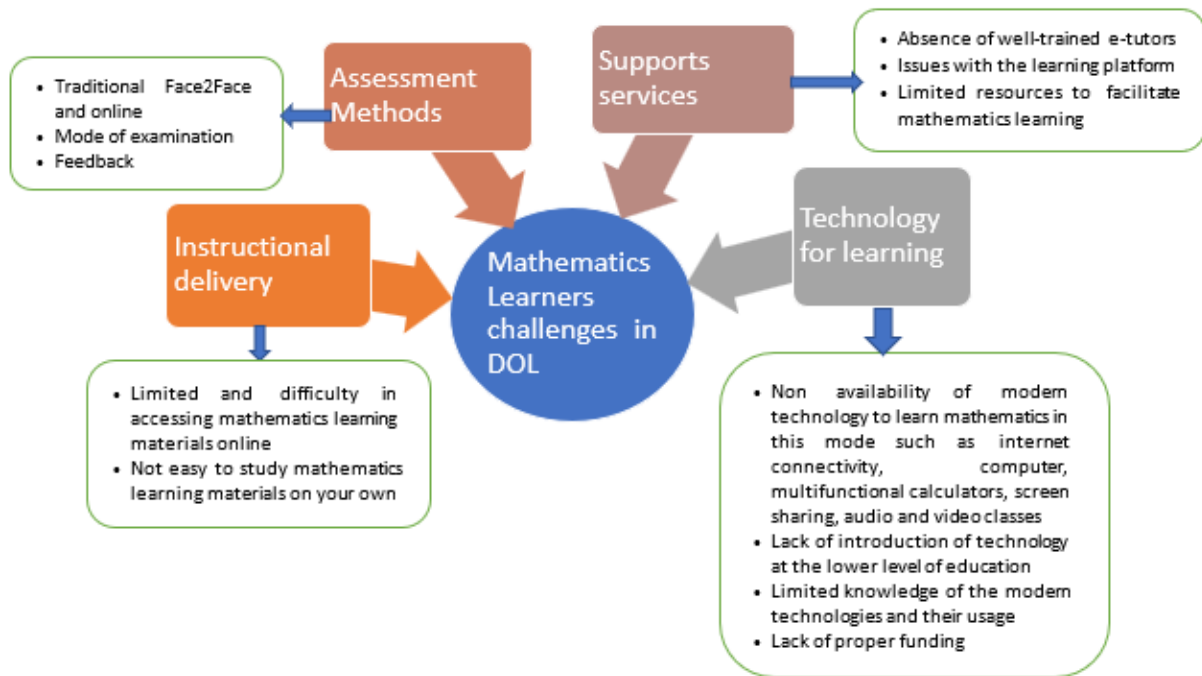 Assessment
Methods
• Traditional Face2Face
and online
• Mode of examination
• Feedback
Supports
services
• Absence of well-trained e-tutors
• Issues with the learning platform
• Limited resources to facilitate
mathematics learning
Instructional
delivery
• Limited and difficulty in
accessing mathematics learning
materials online
• Not easy to study mathematics
learning materials on your own
Mathematics
Learners
challenges in
DOL
Technology
for learning
• Non availability of modern
technology to learn mathematics in
this mode such as internet
connectivity, computer,
multifunctional calculators, screen
sharing, audio and video classes
• Lack of introduction of technology
at the lower level of education
• Limited knowledge of the modern
technologies and their usage
• Lack of proper funding